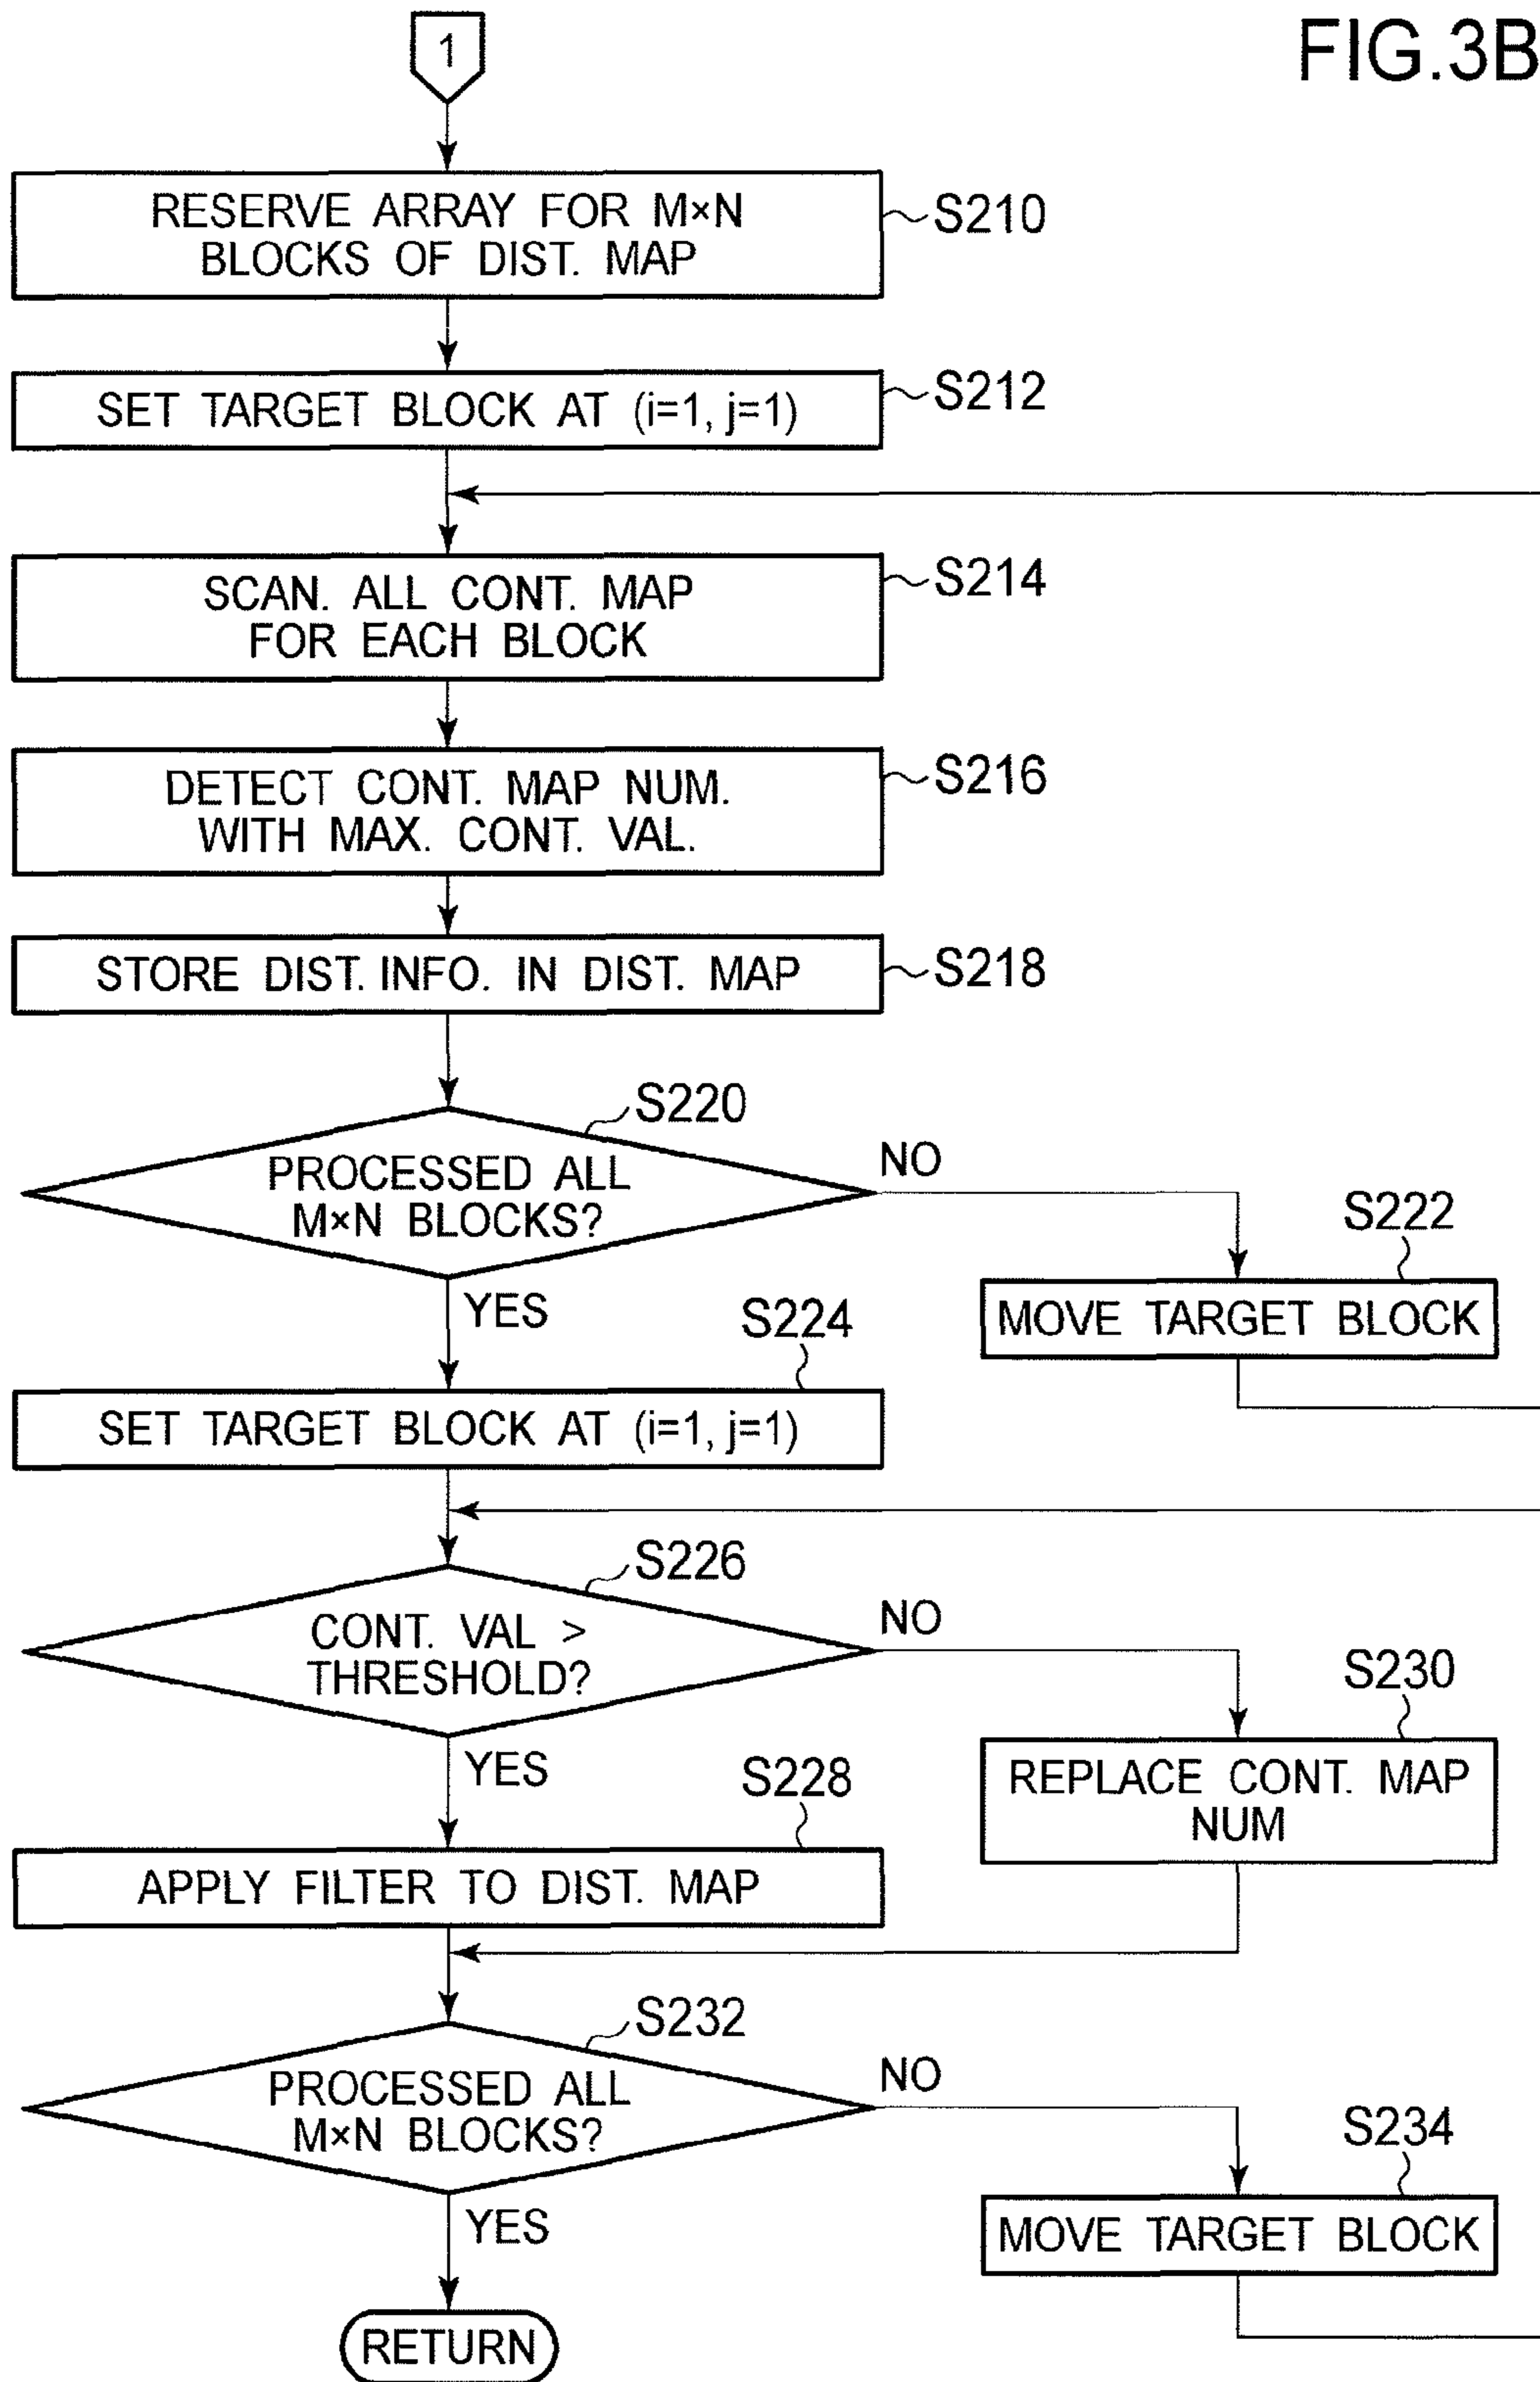 FIG.3B
1
RESERVE ARRAY FOR M×N
BLOCKS OF DIST. MAP
S210
SET TARGET BLOCK AT (i=1, j=1)
S212
SCAN. ALL CONT. MAP
FOR EACH BLOCK
S214
DETECT CONT. MAP NUM.
WITH MAX. CONT. VAL.
S216
STORE DIST. INFO. IN DIST. MAP
S218
S220
PROCESSED ALL
M×N BLOCKS?
NO
YES
S222
MOVE TARGET BLOCK
S224
SET TARGET BLOCK AT (i=1, j=1)
S226
CONT. VAL >
THRESHOLD?
NO
YES
S230
REPLACE CONT. MAP
NUM
S228
APPLY FILTER TO DIST. MAP
S232
PROCESSED ALL
M×N BLOCKS?
NO
YES
S234
MOVE TARGET BLOCK
RETURN